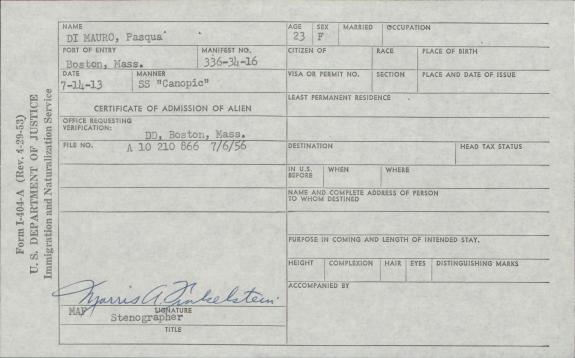 Form I-404-A (Rev. 4-29-53)
U. S. DEPARTMENT OF JUSTICE
Immigration and Naturalization Service
NAME
DI MAURO, Pasqua
AGE SEX MARRIED OCCUPATION
23 F
PORT OF ENTRY MANIFEST NO.
Boston, Mass. 336-34-16
CITIZEN OF RACE PLACE OF BIRTH
DATE MANNER
7-14-13 SS "Canopic"
VISA OR PERMIT NO. SECTION PLACE AND DATE OF ISSUE
CERTIFICATE OF ADMISSION OF ALIEN
LEAST PERMANENT RESIDENCE
OFFICE REQUESTING
VERIFICATION:
DD, Boston, Mass.
FILE NO. A 10 210 866 7/6/56
DESTINATION HEAD TAX STATUS
IN U.S. BEFORE WHEN WHERE
NAME AND COMPLETE ADDRESS OF PERSON
TO WHOM DESTINED
PURPOSE IN COMING AND LENGTH OF INTENDED STAY.
HEIGHT COMPLEXION HAIR EYES DISTINGUISHING MARKS
ACCOMPANIED BY
Morris A. Finkelstein
MAF SIGNATURE
Stenographer
TITLE